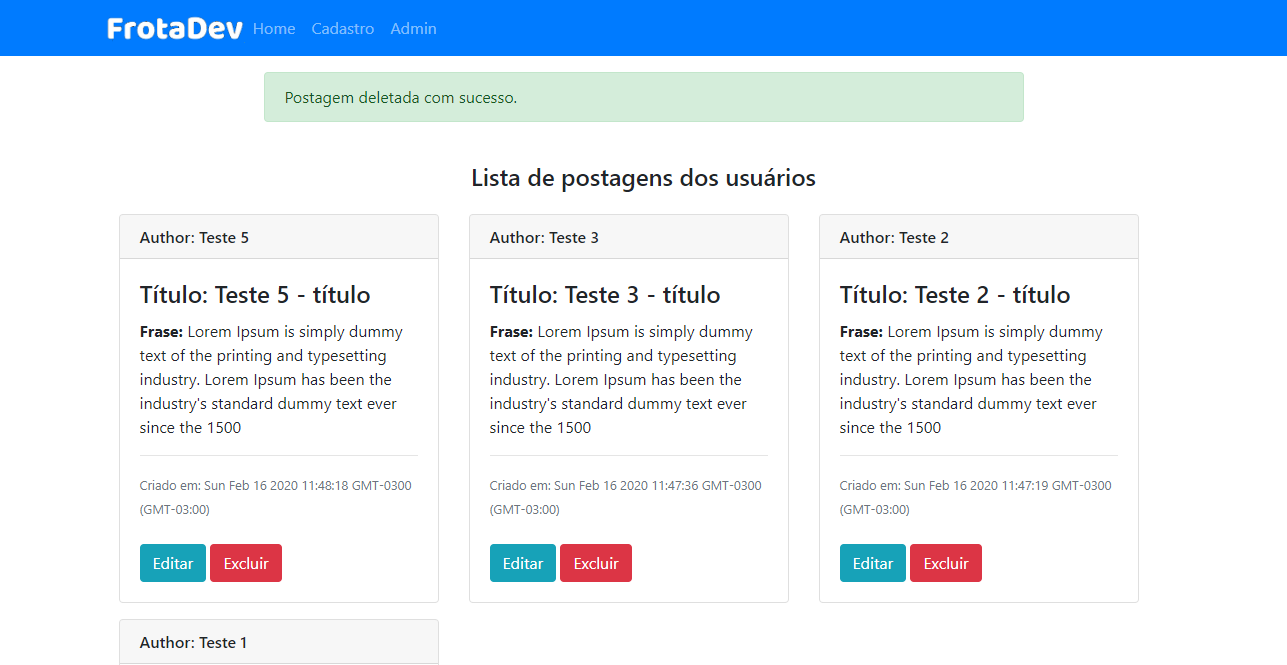 FrotaDev Home Cadastro Admin
Postagem deletada com sucesso.
Lista de postagens dos usuários
Author: Teste 5
Título: Teste 5 - título
Frase: Lorem Ipsum is simply dummy
text of the printing and typesetting
industry. Lorem Ipsum has been the
industry's standard dummy text ever
since the 1500
Criado em: Sun Feb 16 2020 11:48:18 GMT-0300
(GMT-03:00)
Editar Excluir
Author: Teste 3
Título: Teste 3 - título
Frase: Lorem Ipsum is simply dummy
text of the printing and typesetting
industry. Lorem Ipsum has been the
industry's standard dummy text ever
since the 1500
Criado em: Sun Feb 16 2020 11:47:36 GMT-0300
(GMT-03:00)
Editar Excluir
Author: Teste 2
Título: Teste 2 - título
Frase: Lorem Ipsum is simply dummy
text of the printing and typesetting
industry. Lorem Ipsum has been the
industry's standard dummy text ever
since the 1500
Criado em: Sun Feb 16 2020 11:47:19 GMT-0300
(GMT-03:00)
Editar Excluir
Author: Teste 1